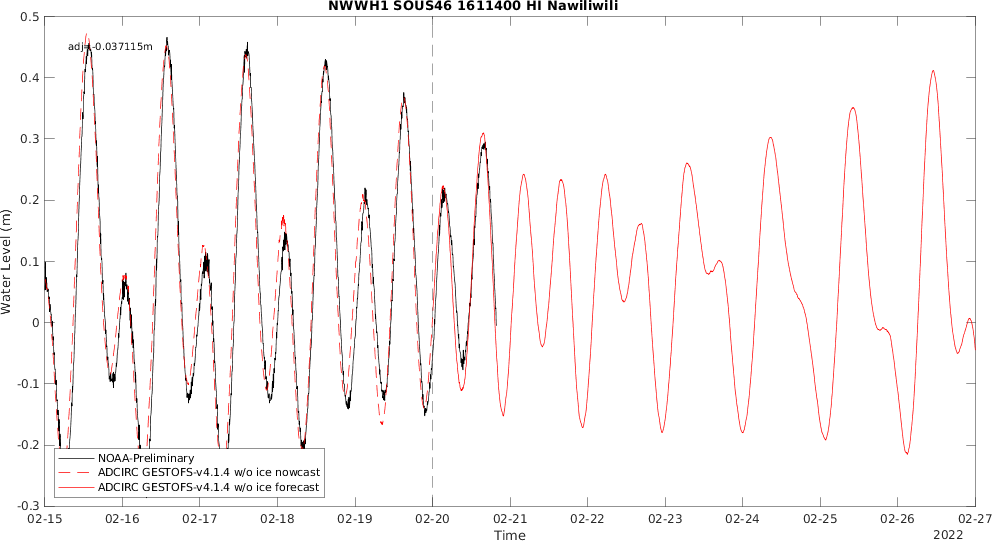 NWWH1 SOUS46 1611400 HI Nawiliwili
adj=-0.037115m
Water Level (m)
0.5
0.4
0.3
0.2
0.1
0
-0.1
-0.2
-0.3
NOAA-Preliminary
ADCIRC GESTOFS-v4.1.4 w/o ice nowcast
ADCIRC GESTOFS-v4.1.4 w/o ice forecast
02-15 02-16 02-17 02-18 02-19 02-20 02-21 02-22 02-23 02-24 02-25 02-26 02-27
Time
2022